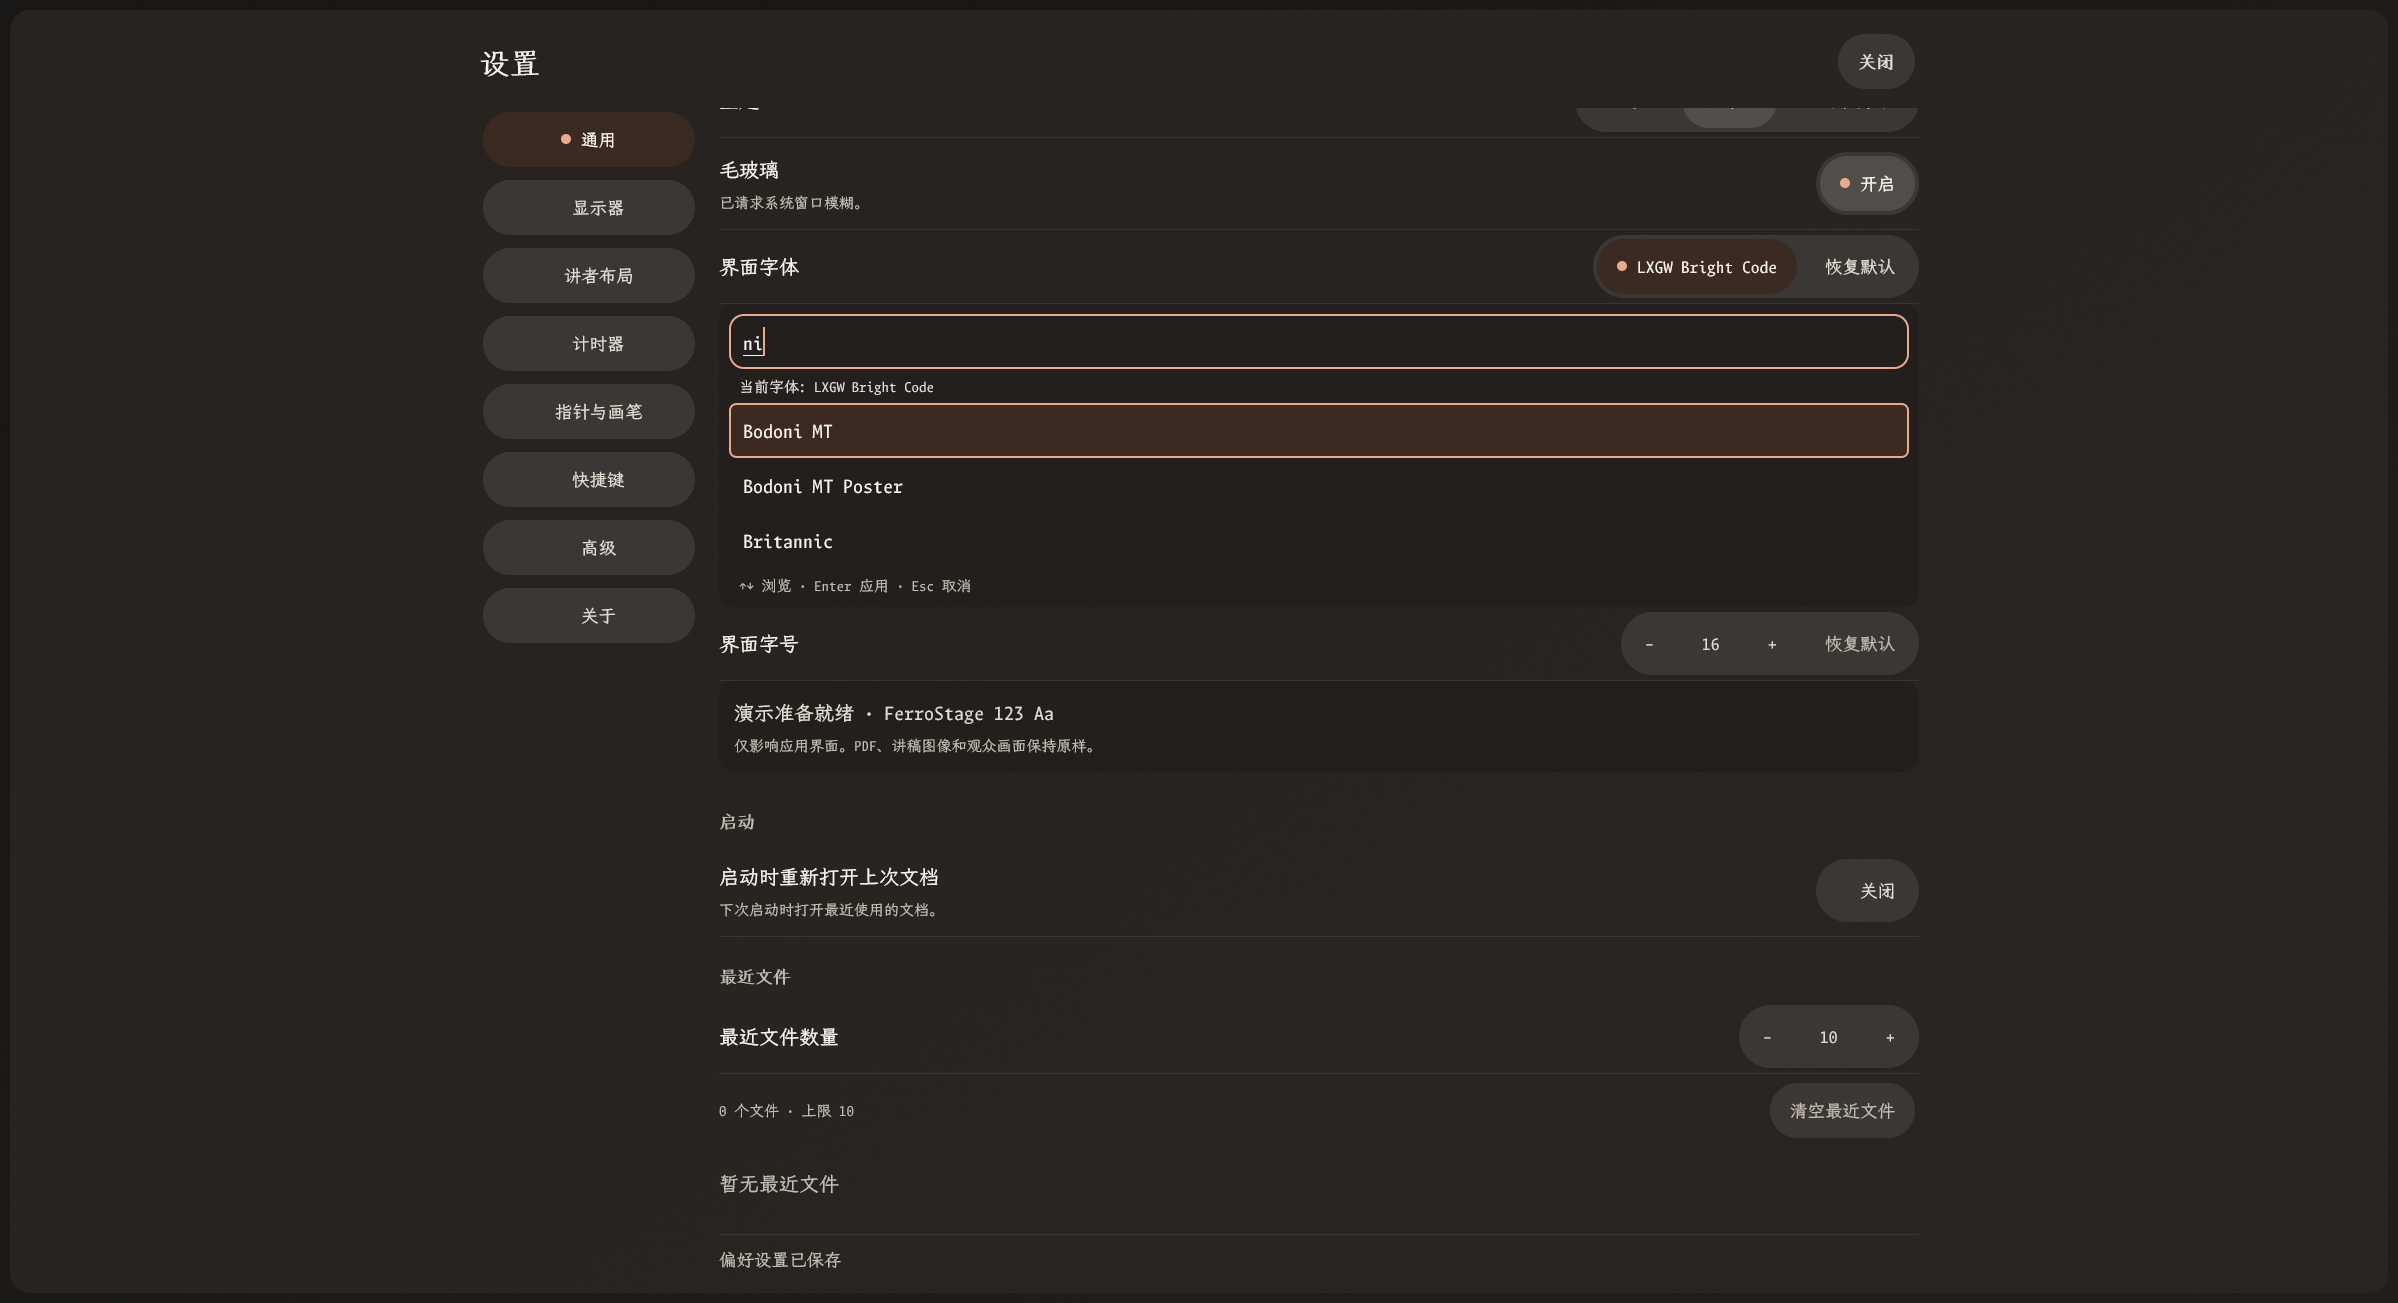 设置
关闭
通用
显示器
讲者布局
计时器
指针与画笔
快捷键
高级
关于
毛玻璃
已请求系统窗口模糊。
开启
界面字体
LXGW Bright Code
恢复默认
ni
当前字体: LXGW Bright Code
Bodoni MT
Bodoni MT Poster
Britannic
↑↓ 浏览 · Enter 应用 · Esc 取消
界面字号
- 16 + 恢复默认
演示准备就绪 · FerroStage 123 Aa
仅影响应用界面。PDF、讲稿图像和观众画面保持原样。
启动
启动时重新打开上次文档
下次启动时打开最近使用的文档。
关闭
最近文件
最近文件数量
- 10 +
0 个文件 · 上限 10
清空最近文件
暂无最近文件
偏好设置已保存